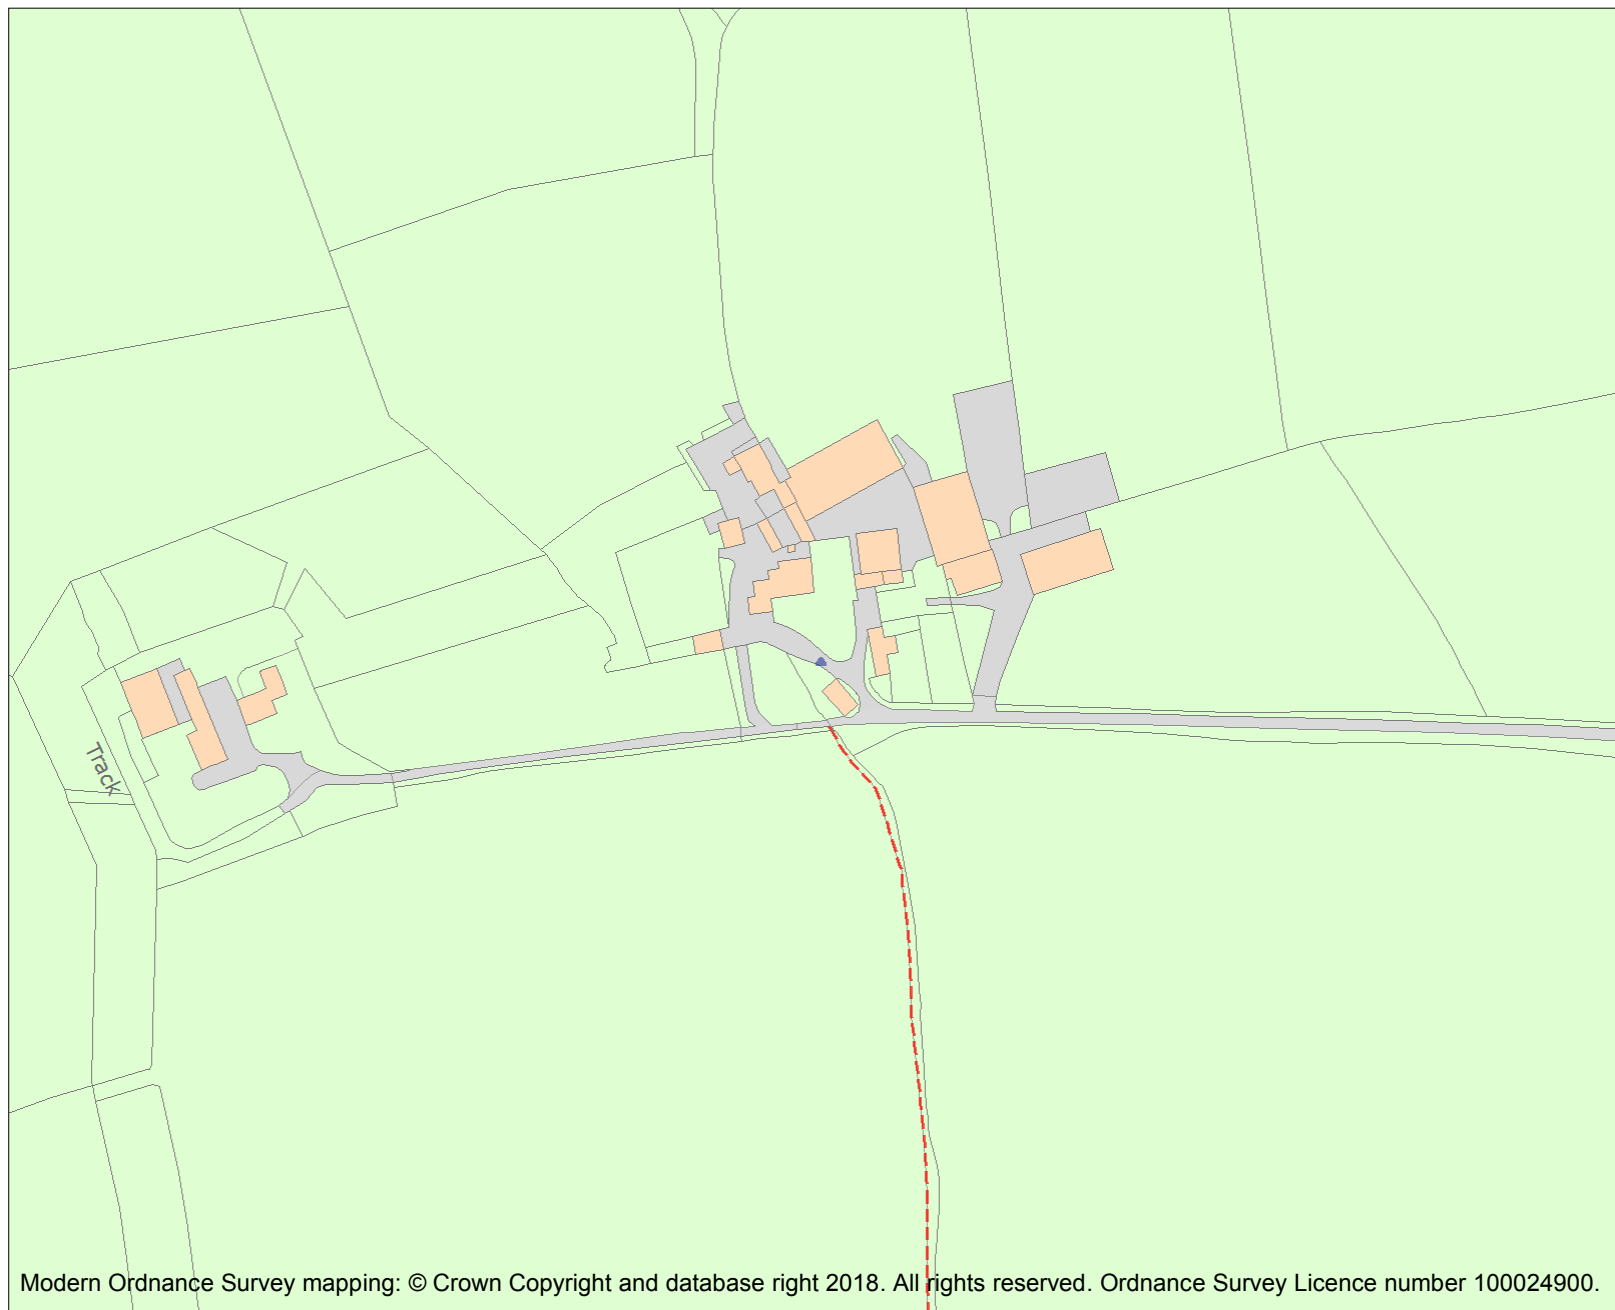 Track
Modern Ordnance Survey mapping: © Crown Copyright and database right 2018. All rights reserved. Ordnance Survey Licence number 100024900.